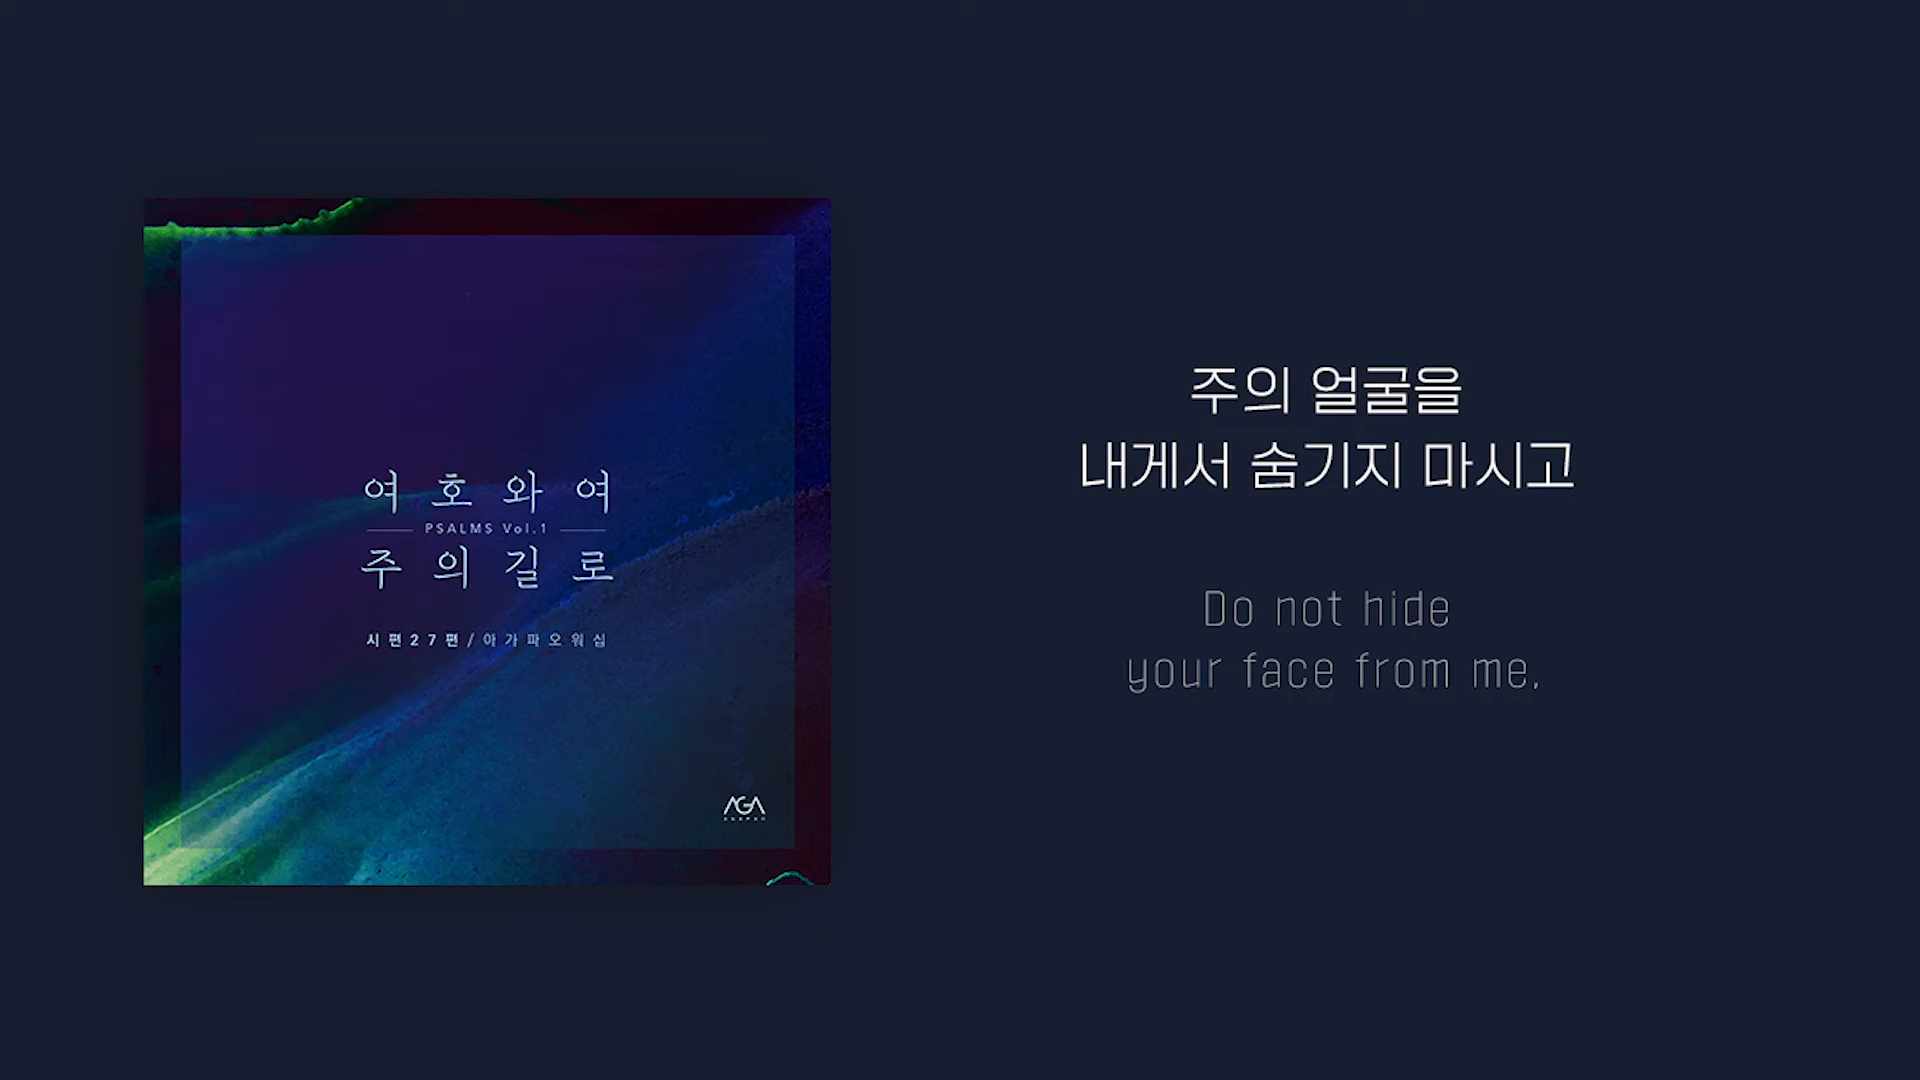 여호와여
PSALMS Vol.1
주의길로
시편27편/아가파오워십
AGA
주의 얼굴을
내게서 숨기지 마시고
Do not hide
your face from me,